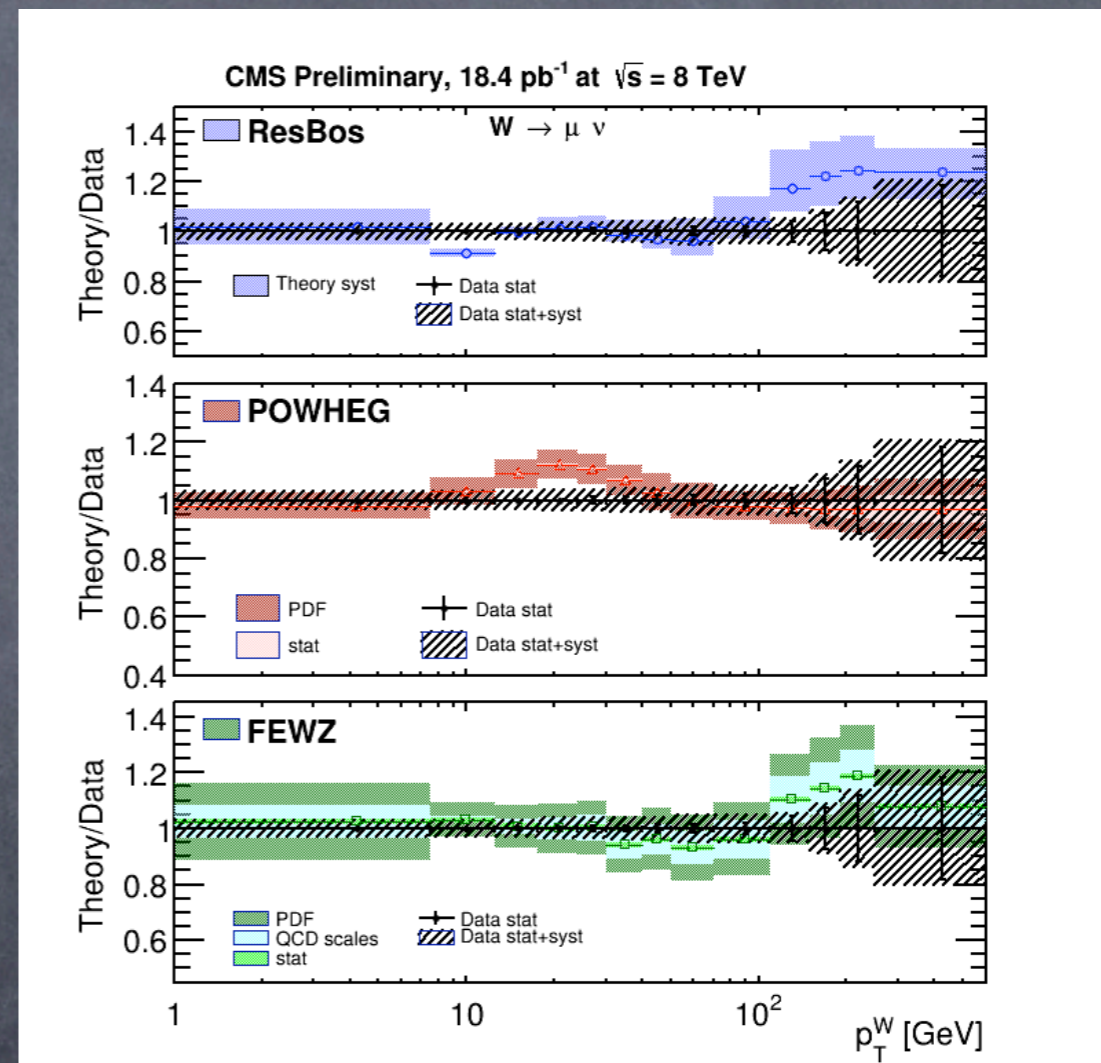 CMS Preliminary, 18.4 pb⁻¹ at √s = 8 TeV
ResBos
W → μ ν
Theory/Data
1.4
1.2
1
0.8
0.6
Theory syst
Data stat
Data stat+syst
POWHEG
Theory/Data
1.4
1.2
1
0.8
0.6
0.4
PDF
stat
Data stat
Data stat+syst
FEWZ
Theory/Data
1.4
1.2
1
0.8
0.6
PDF
QCD scales
stat
Data stat
Data stat+syst
1
10
10²
p_T^W [GeV]